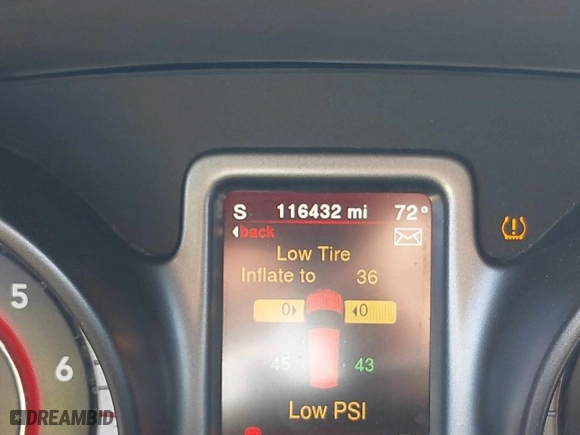 S 116432 mi 72°
back
Low Tire
Inflate to 36
0 0
45 43
Low PSI
5
6
DREAMBID